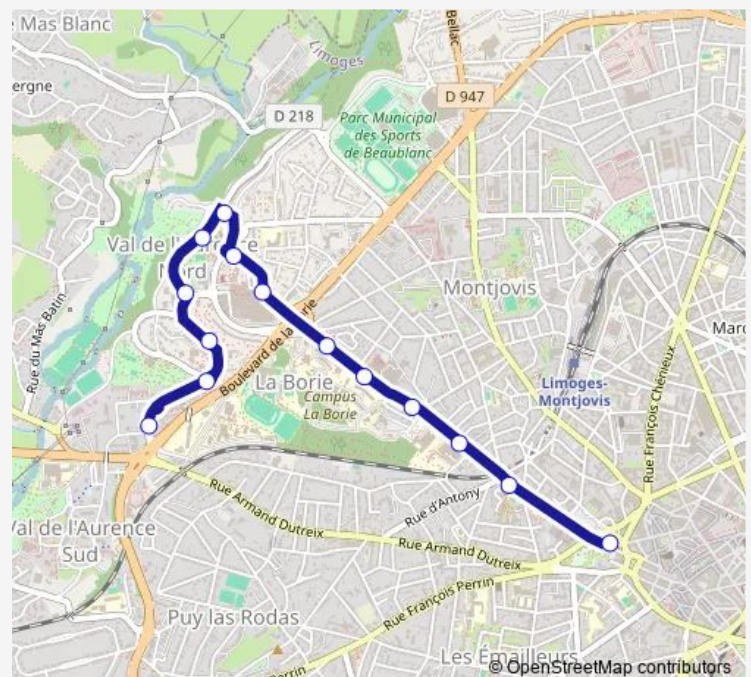 Mas Blanc
Limoges
Bellac
ergne
D 218
D 947
Parc Municipal
des Sports
de Beaublanc
Val de l'Aurence
Nord
Montjovis
Rue du Mas Batin
Boulevard de la Borie
La Borie
Campus
La Borie
Limoges-
Montjovis
Rue François Chénieux
Rue d'Antony
Rue Armand Dutreix
Val de l'Aurence
Sud
Rue Armand Dutreix
Rue François Perrin
Puy las Rodas
Les Émailleurs
Perrin
© OpenStreetMap contributors